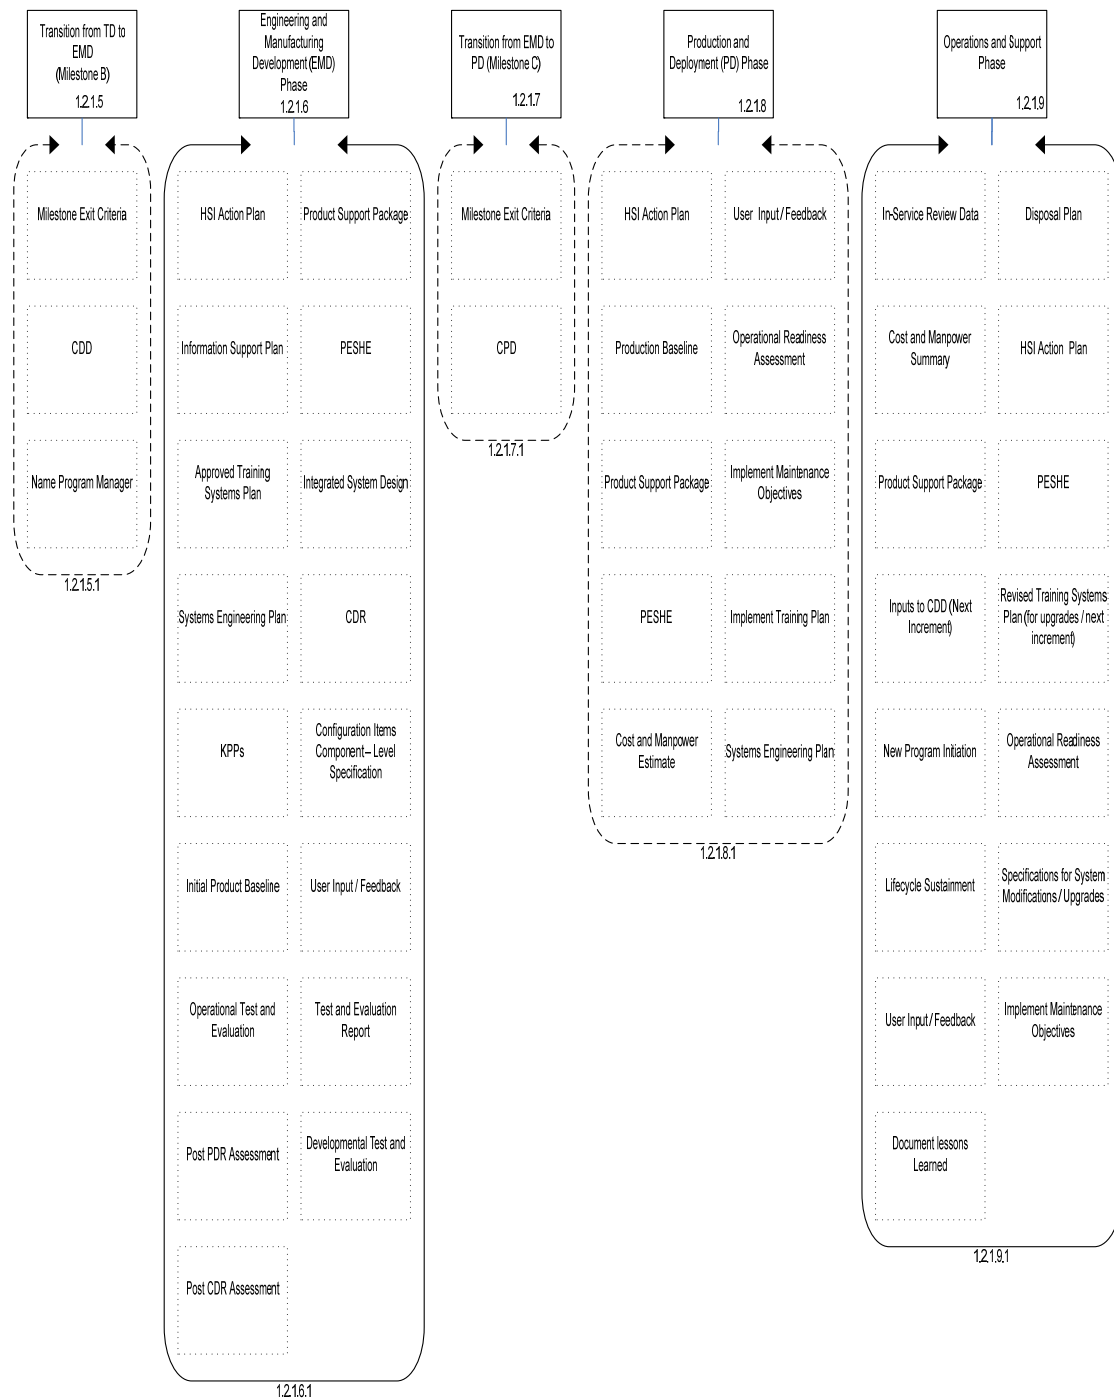 Transition from TD to
EMD
(Milestone B)
1.2.1.5
Milestone Exit Criteria
CDD
Name Program Manager
1.2.1.5.1
Engineering and
Manufacturing
Development (EMD)
Phase
1.2.1.6
HSI Action Plan
Product Support Package
Information Support Plan
PESHE
Approved Training
Systems Plan
Integrated System Design
Systems Engineering Plan
CDR
KPPs
Configuration Items
Component – Level
Specification
Initial Product Baseline
User Input / Feedback
Operational Test and
Evaluation
Test and Evaluation
Report
Post PDR Assessment
Developmental Test and
Evaluation
Post CDR Assessment
1.2.1.6.1
Transition from EMD to
PD (Milestone C)
1.2.1.7
Milestone Exit Criteria
CPD
1.2.1.7.1
Production and
Deployment (PD) Phase
1.2.1.8
HSI Action Plan
User Input / Feedback
Production Baseline
Operational Readiness
Assessment
Product Support Package
Implement Maintenance
Objectives
PESHE
Implement Training Plan
Cost and Manpower
Estimate
Systems Engineering Plan
1.2.1.8.1
Operations and Support
Phase
1.2.1.9
In-Service Review Data
Disposal Plan
Cost and Manpower
Summary
HSI Action Plan
Product Support Package
PESHE
Inputs to CDD (Next
Increment)
Revised Training Systems
Plan (for upgrades / next
increment)
New Program Initiation
Operational Readiness
Assessment
Lifecycle Sustainment
Specifications for System
Modifications / Upgrades
User Input / Feedback
Implement Maintenance
Objectives
Document lessons
Learned
1.2.1.9.1